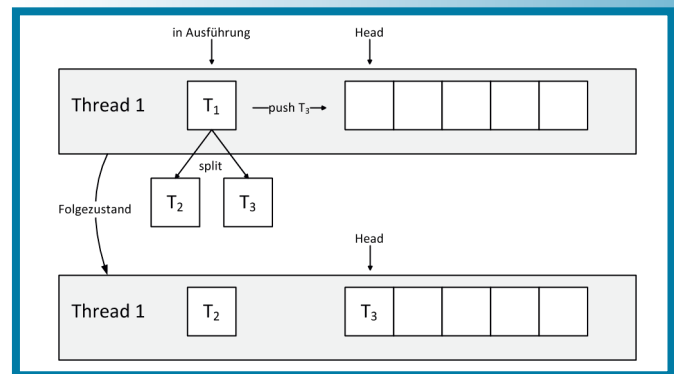 in Ausführung
Head
Thread 1
T₁
push T₃
split
T₂
T₃
Folgezustand
Head
Thread 1
T₂
T₃